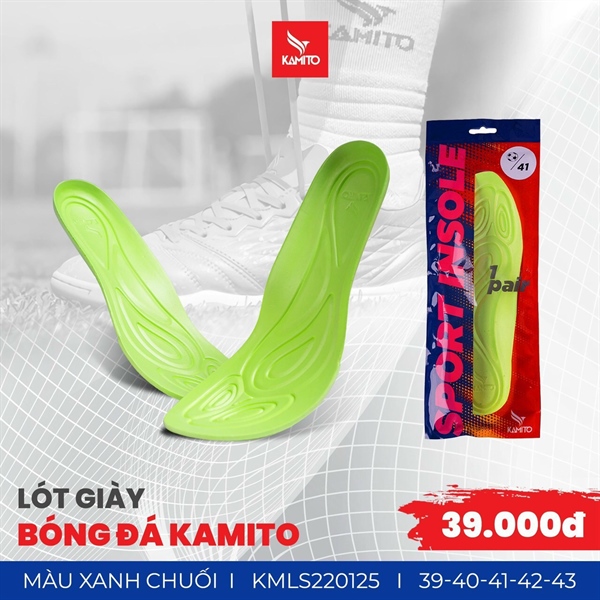 KAMITO
KAMITO
SPORT INSOLE
41
1
pair
KAMITO
LÓT GIÀY
BÓNG ĐÁ KAMITO
39.000đ
MÀU XANH CHUỐI I KMLS220125 I 39-40-41-42-43